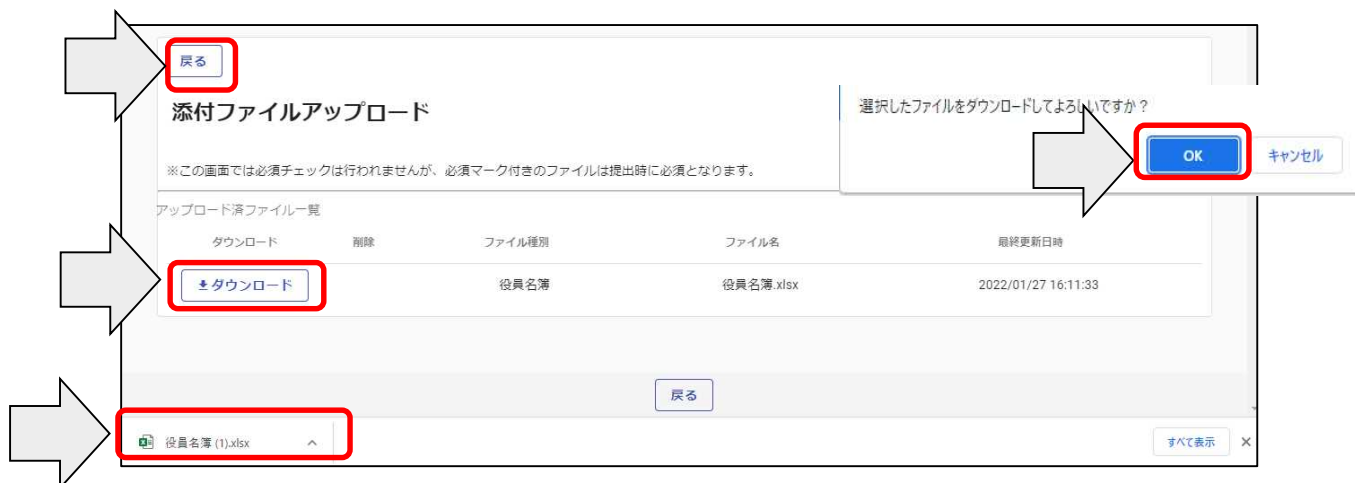 戻る
添付ファイルアップロード
選択したファイルをダウンロードしてよろしいですか？
OK キャンセル
※この画面では必須チェックは行われませんが、必須マーク付きのファイルは提出時に必須となります。
アップロード済ファイル一覧
ダウンロード 削除 ファイル種別 ファイル名 最終更新日時
ダウンロード 役員名簿 役員名簿.xlsx 2022/01/27 16:11:33
戻る
役員名簿 (1).xlsx すべて表示